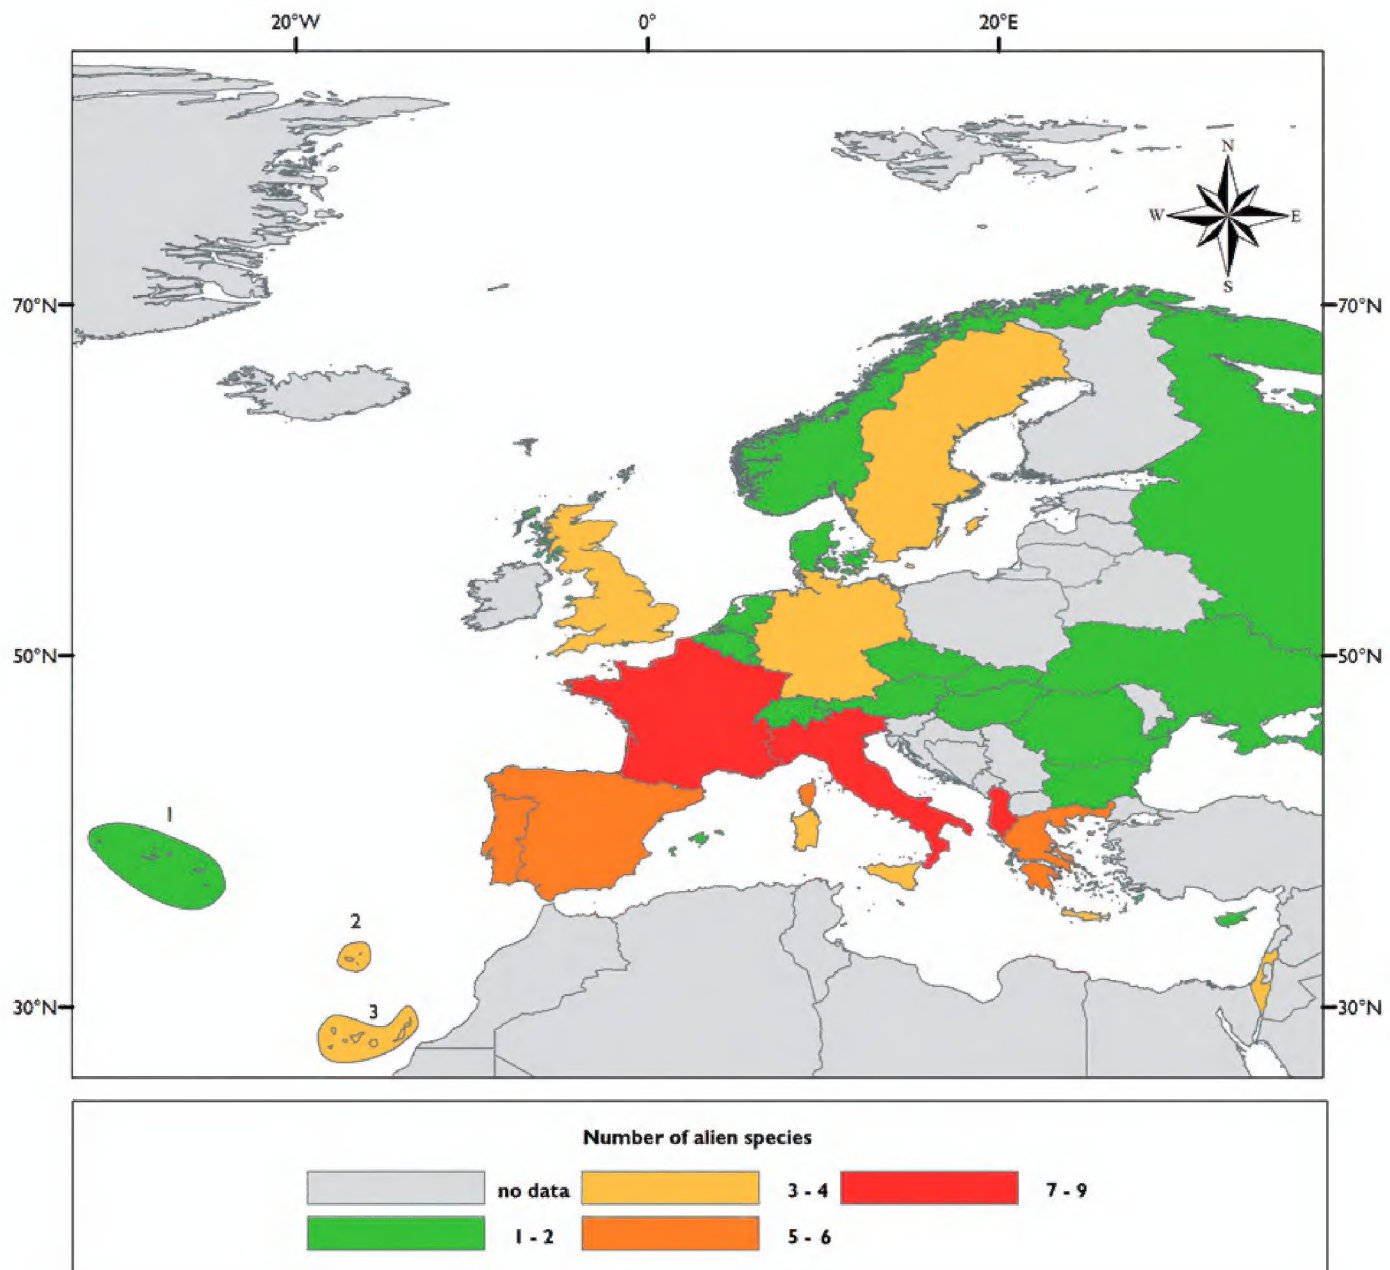 20°W 0° 20°E
N
W E
S
70°N 70°N
1
2
50°N 50°N
3
30°N 30°N
Number of alien species
no data 3 - 4 7 - 9
1 - 2 5 - 6